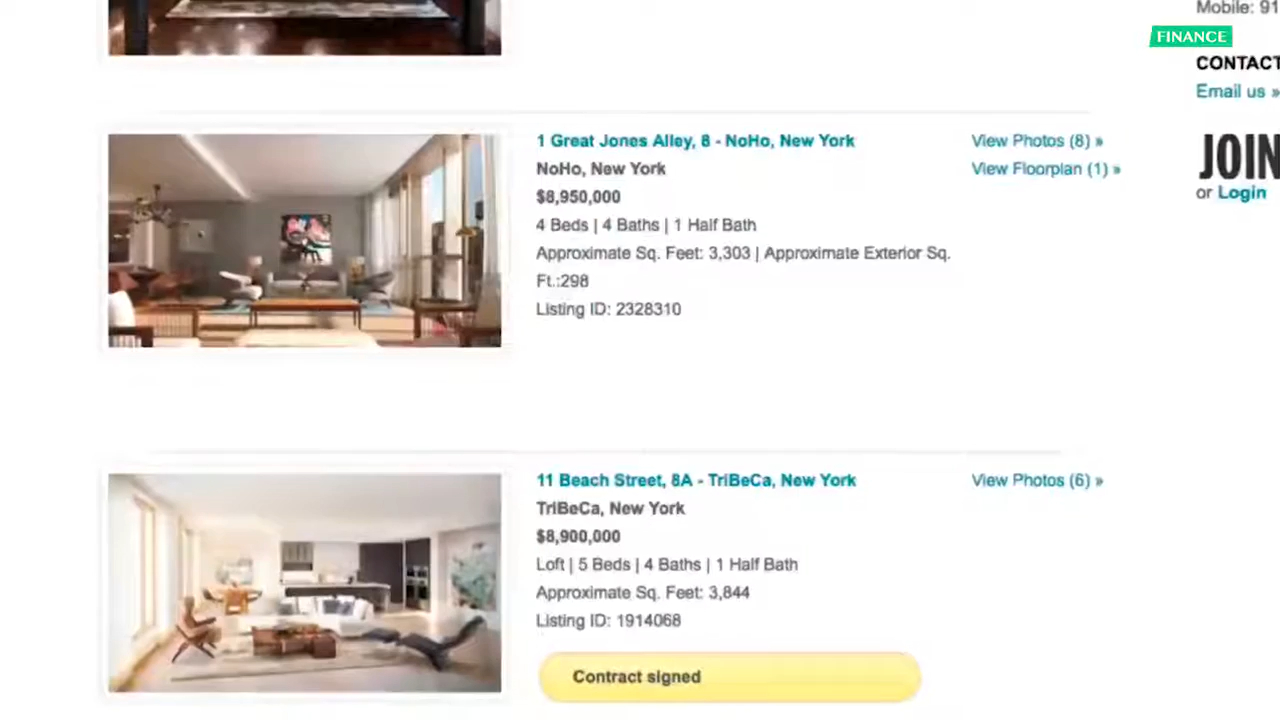 Mobile: 91
FINANCE
CONTACT
Email us »
JOIN
or Login
1 Great Jones Alley, 8 - NoHo, New York
View Photos (8) »
NoHo, New York
View Floorplan (1) »
$8,950,000
4 Beds | 4 Baths | 1 Half Bath
Approximate Sq. Feet: 3,303 | Approximate Exterior Sq.
Ft.:298
Listing ID: 2328310
11 Beach Street, 8A - TriBeCa, New York
View Photos (6) »
TriBeCa, New York
$8,900,000
Loft | 5 Beds | 4 Baths | 1 Half Bath
Approximate Sq. Feet: 3,844
Listing ID: 1914068
Contract signed